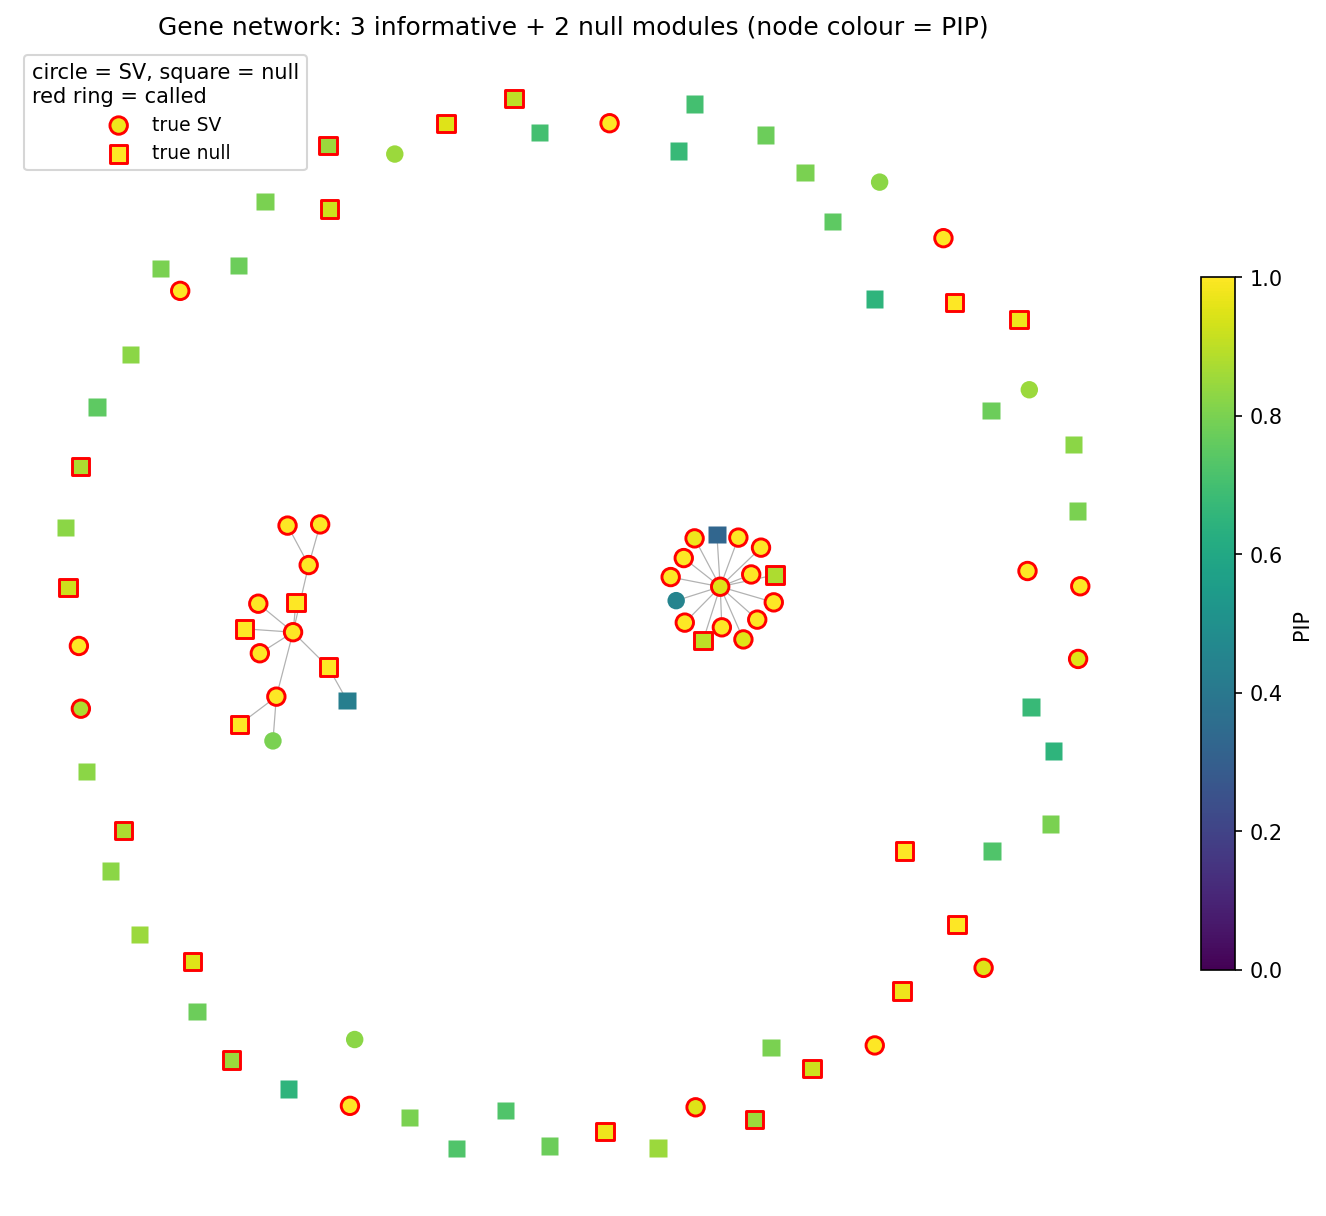 Gene network: 3 informative + 2 null modules (node colour = PIP)
circle = SV, square = null
red ring = called
true SV
true null
1.0
0.8
0.6
0.4
0.2
0.0
PIP